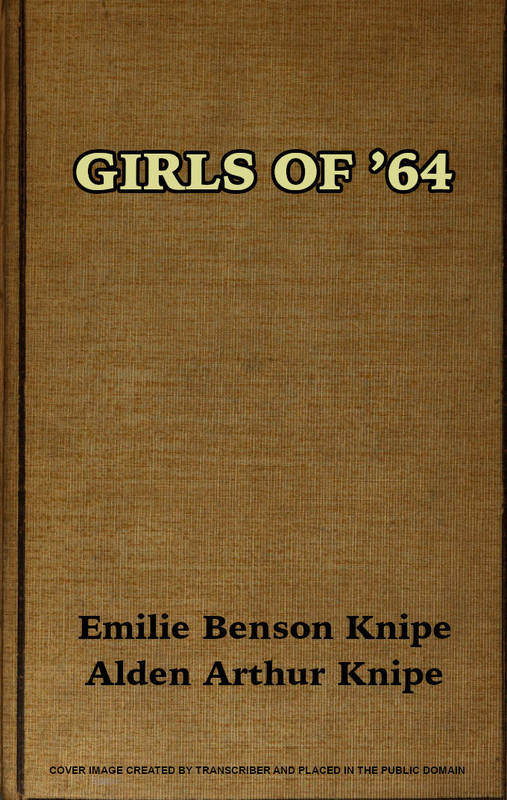 GIRLS OF ’64
Emilie Benson Knipe
Alden Arthur Knipe
COVER IMAGE CREATED BY TRANSCRIBER AND PLACED IN THE PUBLIC DOMAIN